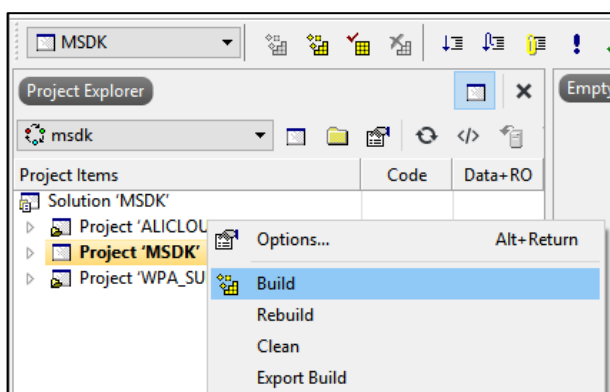 MSDK
Project Explorer
Empty
msdk
Project Items Code Data+RO
Solution 'MSDK'
Project 'ALICLOU
Project 'MSDK'
Project 'WPA_SU
Options... Alt+Return
Build
Rebuild
Clean
Export Build